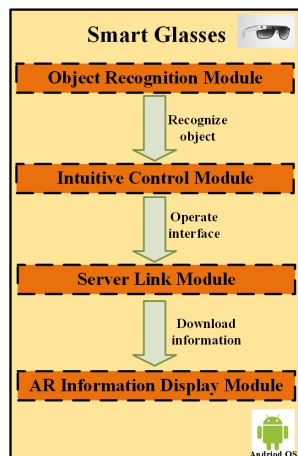 Smart Glasses
Object Recognition Module
Recognize
object
Intuitive Control Module
Operate
interface
Server Link Module
Download
information
AR Information Display Module
Andriod OS